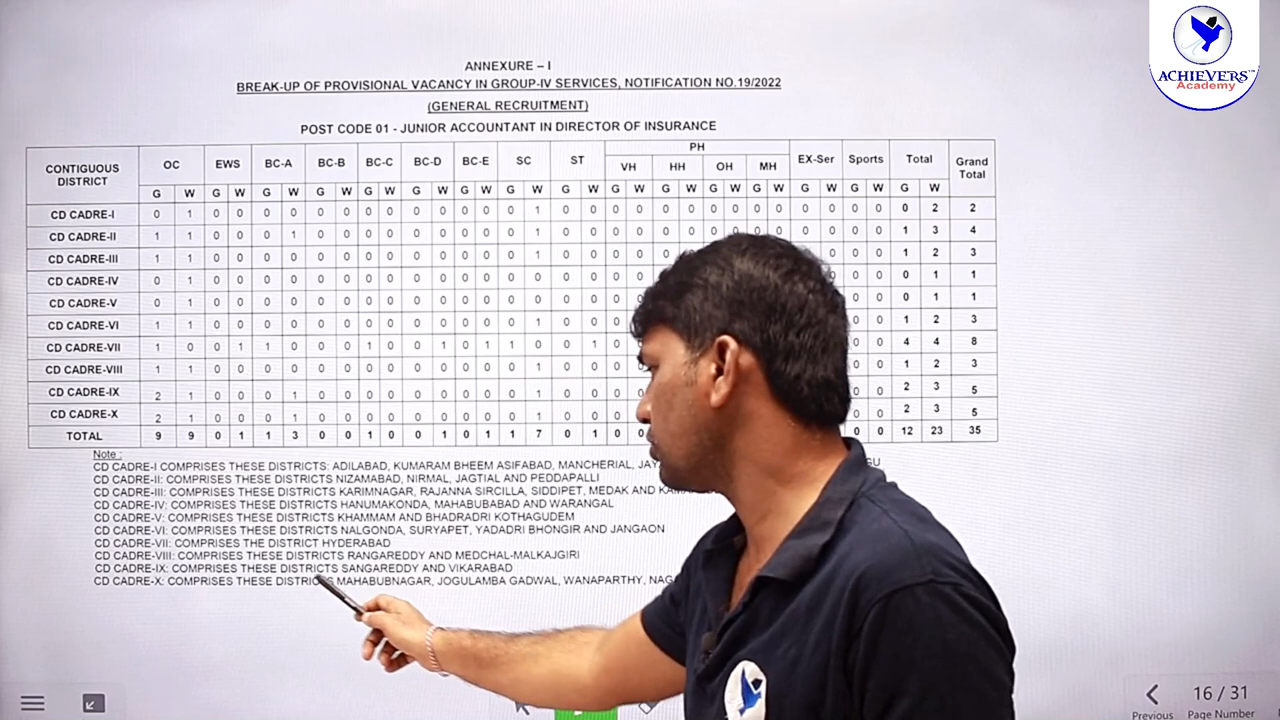 ACHIEVERS™
Academy
ANNEXURE – I
BREAK-UP OF PROVISIONAL VACANCY IN GROUP-IV SERVICES, NOTIFICATION NO.19/2022
(GENERAL RECRUITMENT)
POST CODE 01 - JUNIOR ACCOUNTANT IN DIRECTOR OF INSURANCE
CONTIGUOUS DISTRICT OC EWS BC-A BC-B BC-C BC-D BC-E SC ST PH EX-Ser Sports Total Grand Total
VH HH OH MH
G W G W G W G W G W G W G W G W G W G W G W G W G W G W G W G W
CD CADRE-I 0 1 0 0 0 0 0 0 0 0 0 0 0 0 0 1 0 0 0 0 0 0 0 0 0 0 0 0 0 0 0 2 2
CD CADRE-II 1 1 0 0 0 1 0 0 0 0 0 0 0 0 0 1 0 0 0 0 0 0 0 0 0 0 0 0 0 0 1 3 4
CD CADRE-III 1 1 0 0 0 0 0 0 0 0 0 0 0 0 0 1 0 0 0 0 0 0 0 0 1 2 3
CD CADRE-IV 0 1 0 0 0 0 0 0 0 0 0 0 0 0 0 0 0 0 0 0 0 0 0 1 1
CD CADRE-V 0 1 0 0 0 0 0 0 0 0 0 0 0 0 0 0 0 0 0 0 0 0 1 1
CD CADRE-VI 1 1 0 0 0 0 0 0 0 0 0 0 0 0 0 1 0 0 0 0 0 1 2 3
CD CADRE-VII 1 0 0 1 1 0 0 0 1 0 0 1 0 1 1 0 0 1 0 0 0 4 4 8
CD CADRE-VIII 1 1 0 0 0 0 0 0 0 0 0 0 0 0 0 1 0 0 0 0 0 1 2 3
CD CADRE-IX 2 1 0 0 0 1 0 0 0 0 0 0 0 0 0 1 0 0 0 0 0 2 3 5
CD CADRE-X 2 1 0 0 0 1 0 0 0 0 0 0 0 0 0 1 0 0 0 0 0 2 3 5
TOTAL 9 9 0 1 1 3 0 0 1 0 0 1 0 1 1 7 0 1 0 0 0 0 12 23 35
Note :
CD CADRE-I COMPRISES THESE DISTRICTS: ADILABAD, KUMARAM BHEEM ASIFABAD, MANCHERIAL,
CD CADRE-II: COMPRISES THESE DISTRICTS NIZAMABAD, NIRMAL, JAGTIAL AND PEDDAPALLI
CD CADRE-III: COMPRISES THESE DISTRICTS KARIMNAGAR, RAJANNA SIRCILLA, SIDDIPET, MEDAK AND
CD CADRE-IV: COMPRISES THESE DISTRICTS HANUMAKONDA, MAHABUBABAD AND WARANGAL
CD CADRE-V: COMPRISES THESE DISTRICTS KHAMMAM AND BHADRADRI KOTHAGUDEM
CD CADRE-VI: COMPRISES THESE DISTRICTS NALGONDA, SURYAPET, YADADRI BHONGIR AND JANGAON
CD CADRE-VII: COMPRISES THE DISTRICT HYDERABAD
CD CADRE-VIII: COMPRISES THESE DISTRICTS RANGAREDDY AND MEDCHAL-MALKAJGIRI
CD CADRE-IX: COMPRISES THESE DISTRICTS SANGAREDDY AND VIKARABAD
CD CADRE-X: COMPRISES THESE DISTRICTS MAHABUBNAGAR, JOGULAMBA GADWAL, WANAPARTHY,
16 / 31
Previous Page Number